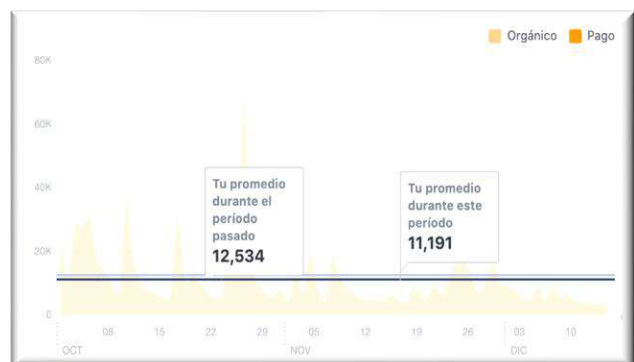 Orgánico Pago
80K
60K
40K
20K
0
Tu promedio
durante el
período
pasado
12,534
Tu promedio
durante este
período
11,191
08 15 22 29 05 12 19 26 03 10
OCT NOV DIC